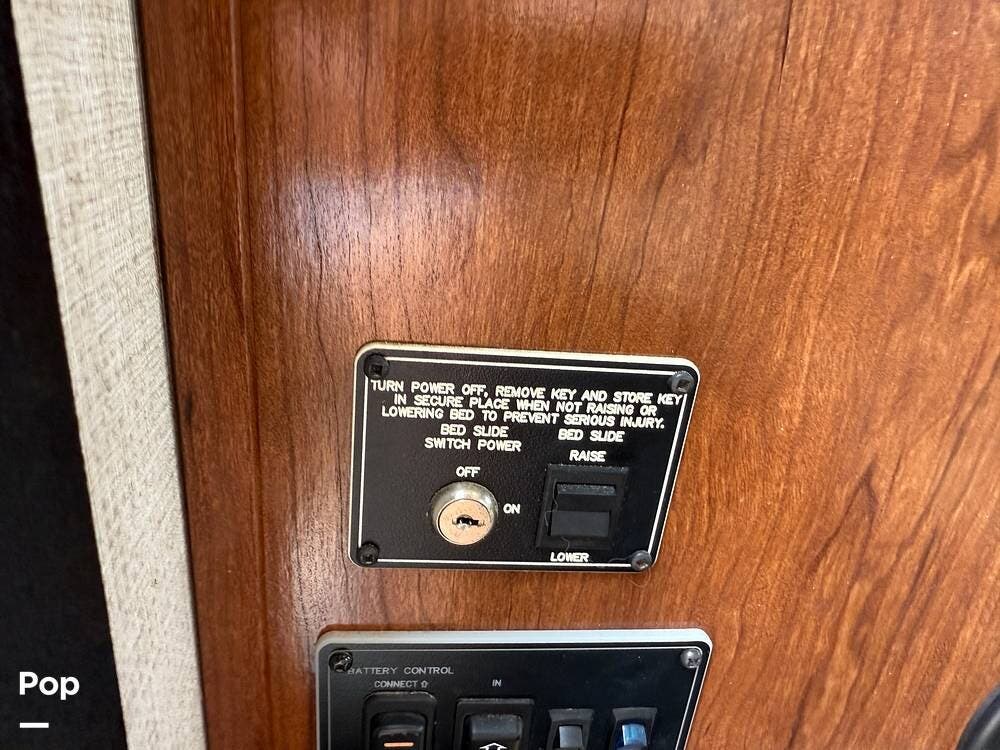 TURN POWER OFF, REMOVE KEY AND STORE KEY
IN SECURE PLACE WHEN NOT RAISING OR
LOWERING BED TO PREVENT SERIOUS INJURY.
BED SLIDE
SWITCH POWER
BED SLIDE
RAISE
OFF
ON
LOWER
BATTERY CONTROL
CONNECT ⇧
IN
Pop